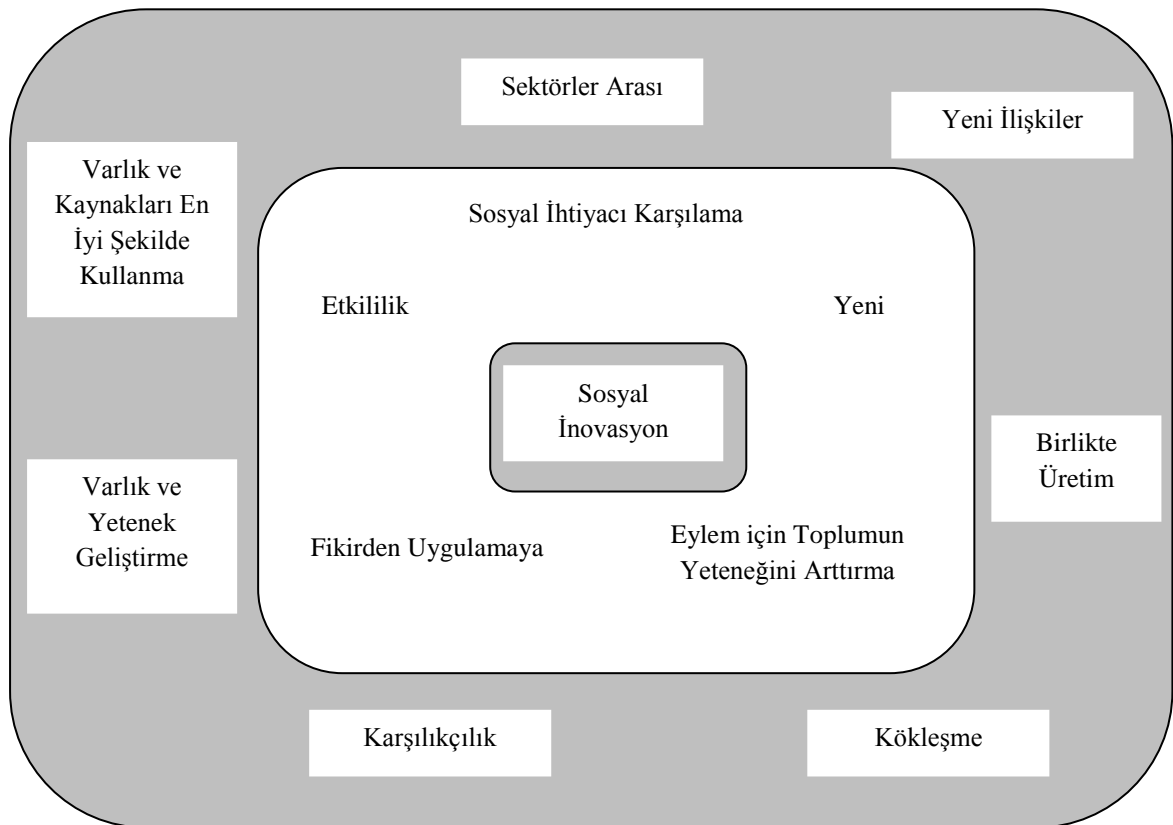 Sektörler Arası
Yeni İlişkiler
Varlık ve
Kaynakları En
İyi Şekilde
Kullanma
Sosyal İhtiyacı Karşılama
Etkililik
Yeni
Sosyal
İnovasyon
Birlikte
Üretim
Varlık ve
Yetenek
Geliştirme
Fikirden Uygulamaya
Eylem için Toplumun
Yeteneğini Arttırma
Karşılıkçılık
Kökleşme